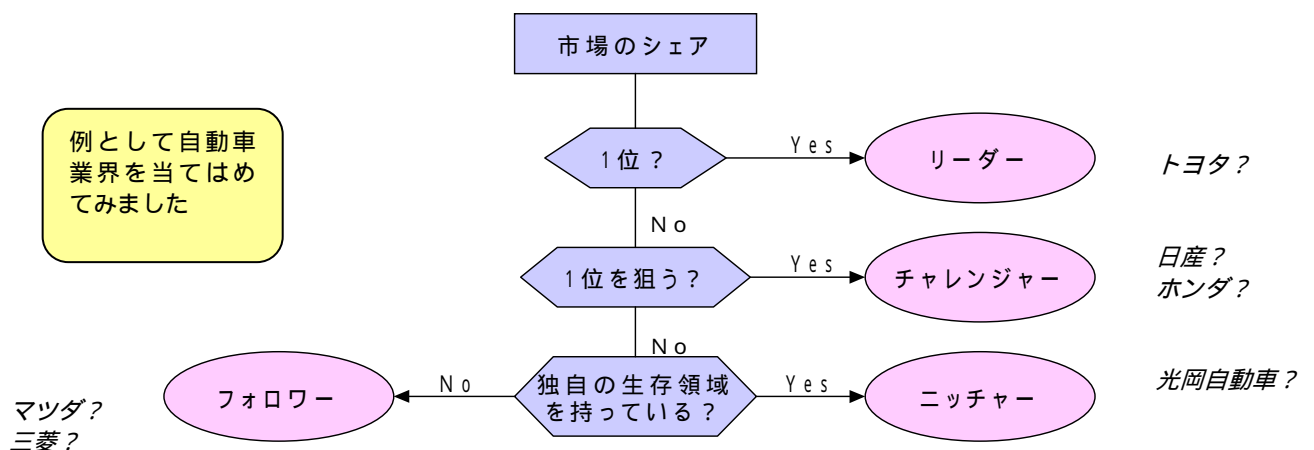 市場のシェア
例として自動車
業界を当てはめ
てみました
1位？
Yes
リーダー
トヨタ？
No
1位を狙う？
Yes
チャレンジャー
日産？
ホンダ？
No
フォロワー
No
独自の生存領域
を持っている？
Yes
ニッチャー
光岡自動車？
マツダ？
三菱？